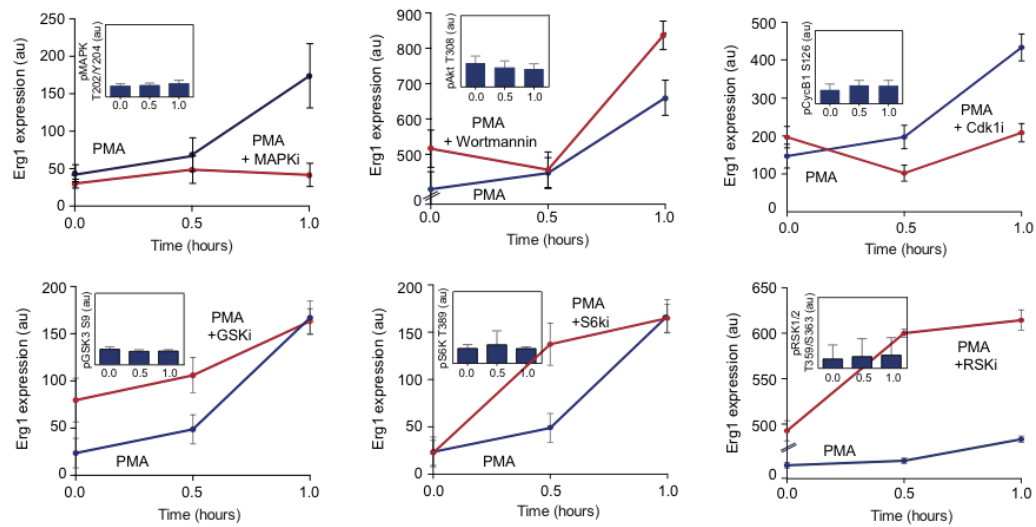 Erg1 expression (au)
250
200
150
100
50
0
pMAPK
T202/Y204 (au)
0.0 0.5 1.0
PMA
PMA
+ MAPKi
0.0 0.5 1.0
Time (hours)
Erg1 expression (au)
900
800
700
600
500
0
pAkt T308 (au)
0.0 0.5 1.0
PMA
+ Wortmannin
PMA
0.0 0.5 1.0
Time (hours)
Erg1 expression (au)
500
400
300
200
100
0
pCycB1 S126 (au)
0.0 0.5 1.0
PMA
+ Cdk1i
PMA
0.0 0.5 1.0
Time (hours)
Erg1 expression (au)
200
150
100
50
0
pGSK3 S9 (au)
0.0 0.5 1.0
PMA
+GSKi
PMA
0.0 0.5 1.0
Time (hours)
Erg1 expression (au)
200
150
100
50
0
pS6K T389 (au)
0.0 0.5 1.0
PMA
+S6ki
PMA
0.0 0.5 1.0
Time (hours)
Erg1 expression (au)
650
600
550
500
50
0
pRSK1/2
T359/S363 (au)
0.0 0.5 1.0
PMA
+RSKi
PMA
0.0 0.5 1.0
Time (hours)